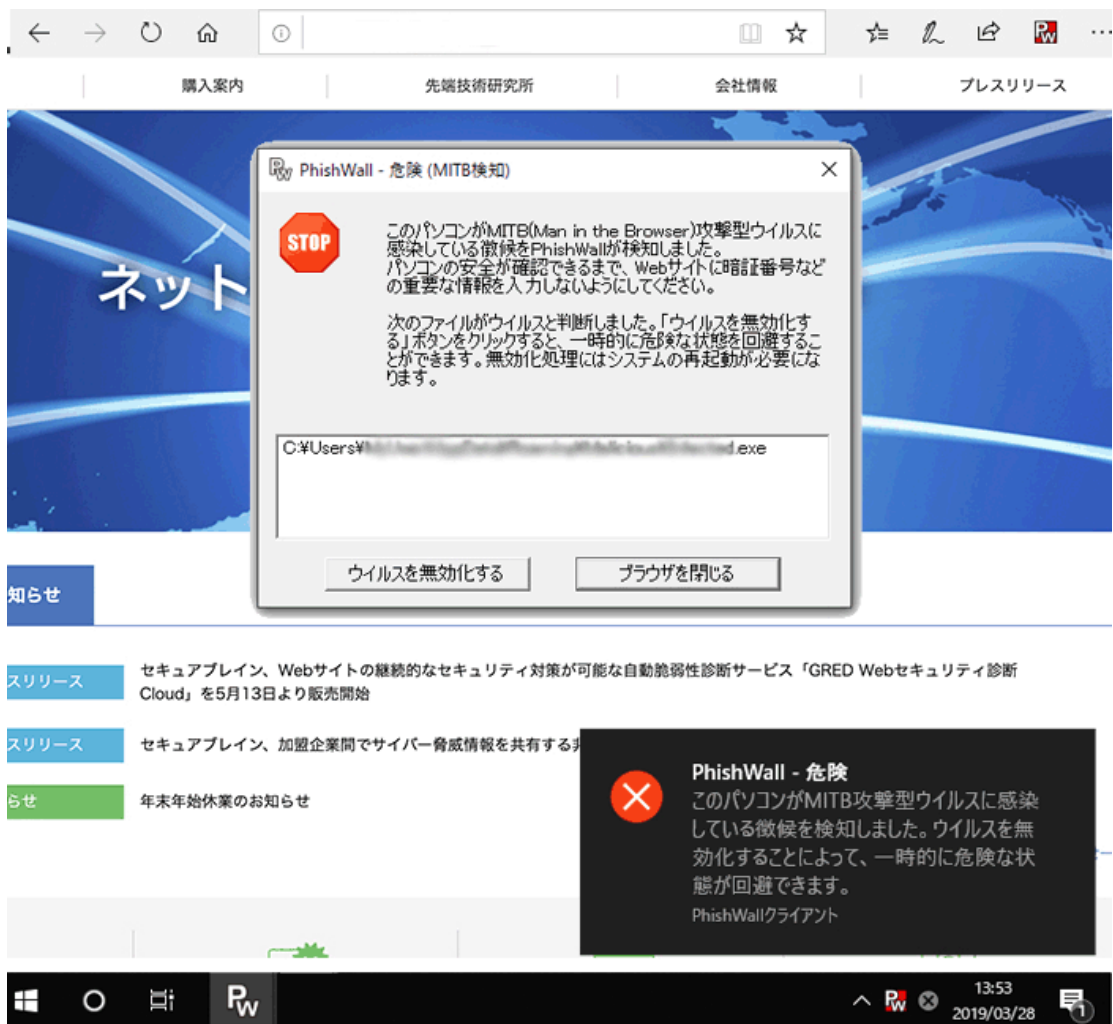 購入案内
先端技術研究所
会社情報
プレスリリース
PhishWall - 危険 (MITB検知)
STOP
このパソコンがMITB(Man in the Browser)攻撃型ウイルスに
感染している徴候をPhishWallが検知しました。
パソコンの安全が確認できるまで、Webサイトに暗証番号など
の重要な情報を入力しないようにしてください。
次のファイルがウイルスと判断しました。「ウイルスを無効化す
る」ボタンをクリックすると、一時的に危険な状態を回避するこ
とができます。無効化処理にはシステムの再起動が必要にな
ります。
ネット
C:¥Users¥
d.exe
ウイルスを無効化する
ブラウザを閉じる
知らせ
スリリース
セキュアブレイン、Webサイトの継続的なセキュリティ対策が可能な自動脆弱性診断サービス「GRED Webセキュリティ診断
Cloud」を5月13日より販売開始
スリリース
セキュアブレイン、加盟企業間でサイバー脅威情報を共有する
らせ
年末年始休業のお知らせ
PhishWall - 危険
このパソコンがMITB攻撃型ウイルスに感染
している徴候を検知しました。ウイルスを無
効化することによって、一時的に危険な状
態が回避できます。
PhishWallクライアント
PW
13:53
2019/03/28
1